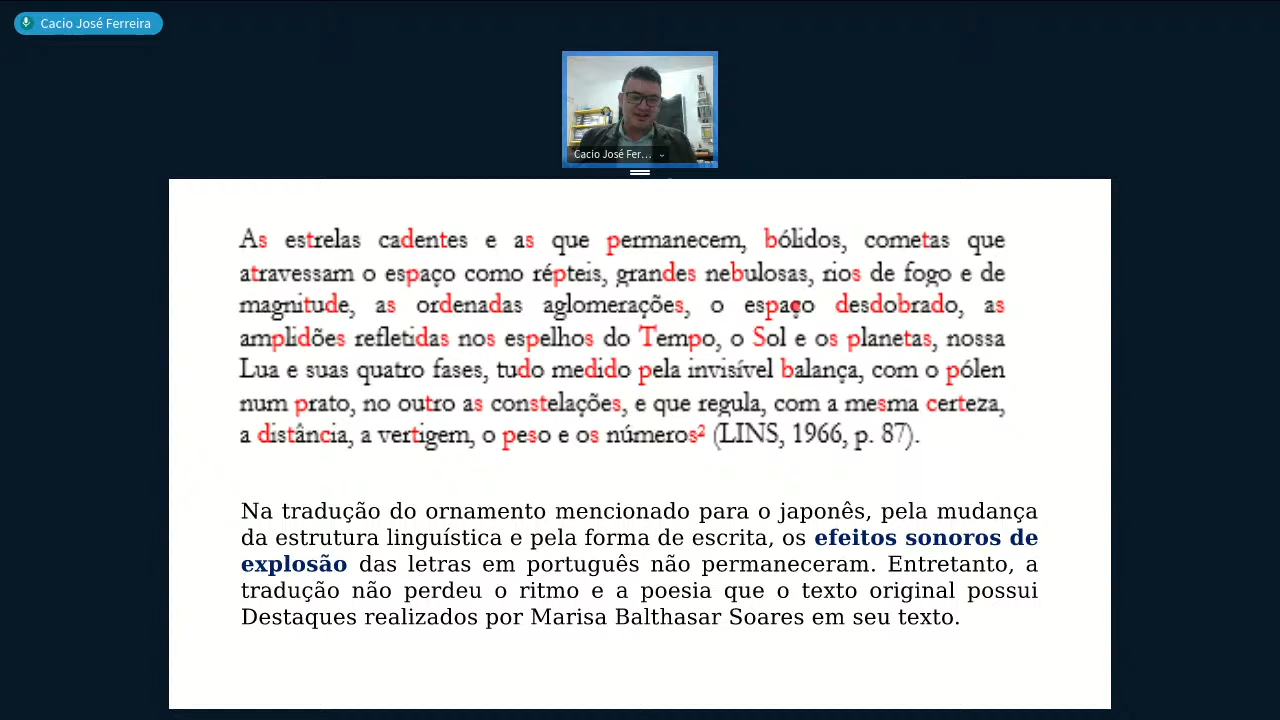 Cacio José Ferreira
Cacio José Fer...
As estrelas cadentes e as que permanecem, bólidos, cometas que
atravessam o espaço como répteis, grandes nebulosas, rios de fogo e de
magnitude, as ordenadas aglomerações, o espaço desdobrado, as
amplidões refletidas nos espelhos do Tempo, o Sol e os planetas, nossa
Lua e suas quatro fases, tudo medido pela invisível balança, com o pólen
num prato, no outro as constelações, e que regula, com a mesma certeza,
a distância, a vertigem, o peso e os números² (LINS, 1966, p. 87).
Na tradução do ornamento mencionado para o japonês, pela mudança
da estrutura linguística e pela forma de escrita, os efeitos sonoros de
explosão das letras em português não permaneceram. Entretanto, a
tradução não perdeu o ritmo e a poesia que o texto original possui
Destaques realizados por Marisa Balthasar Soares em seu texto.